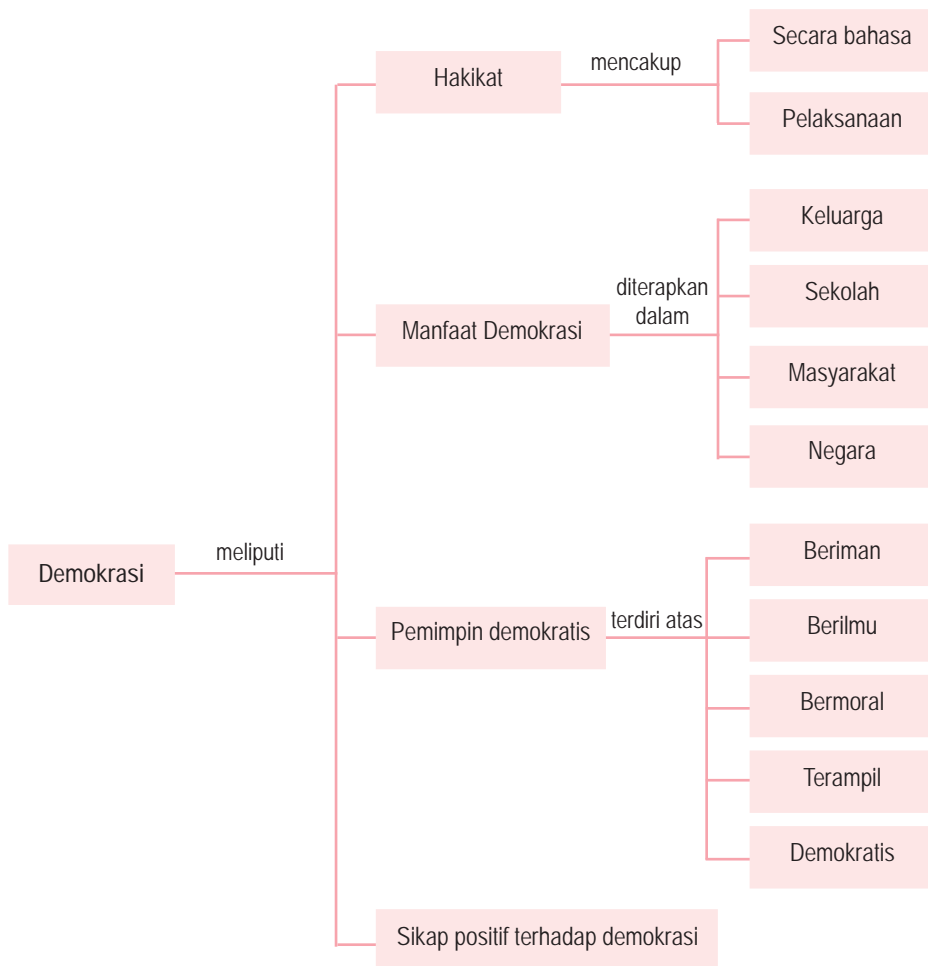 Demokrasi
meliputi
Hakikat
mencakup
Secara bahasa
Pelaksanaan
Manfaat Demokrasi
diterapkan
dalam
Keluarga
Sekolah
Masyarakat
Negara
Pemimpin demokratis
terdiri atas
Beriman
Berilmu
Bermoral
Terampil
Demokratis
Sikap positif terhadap demokrasi